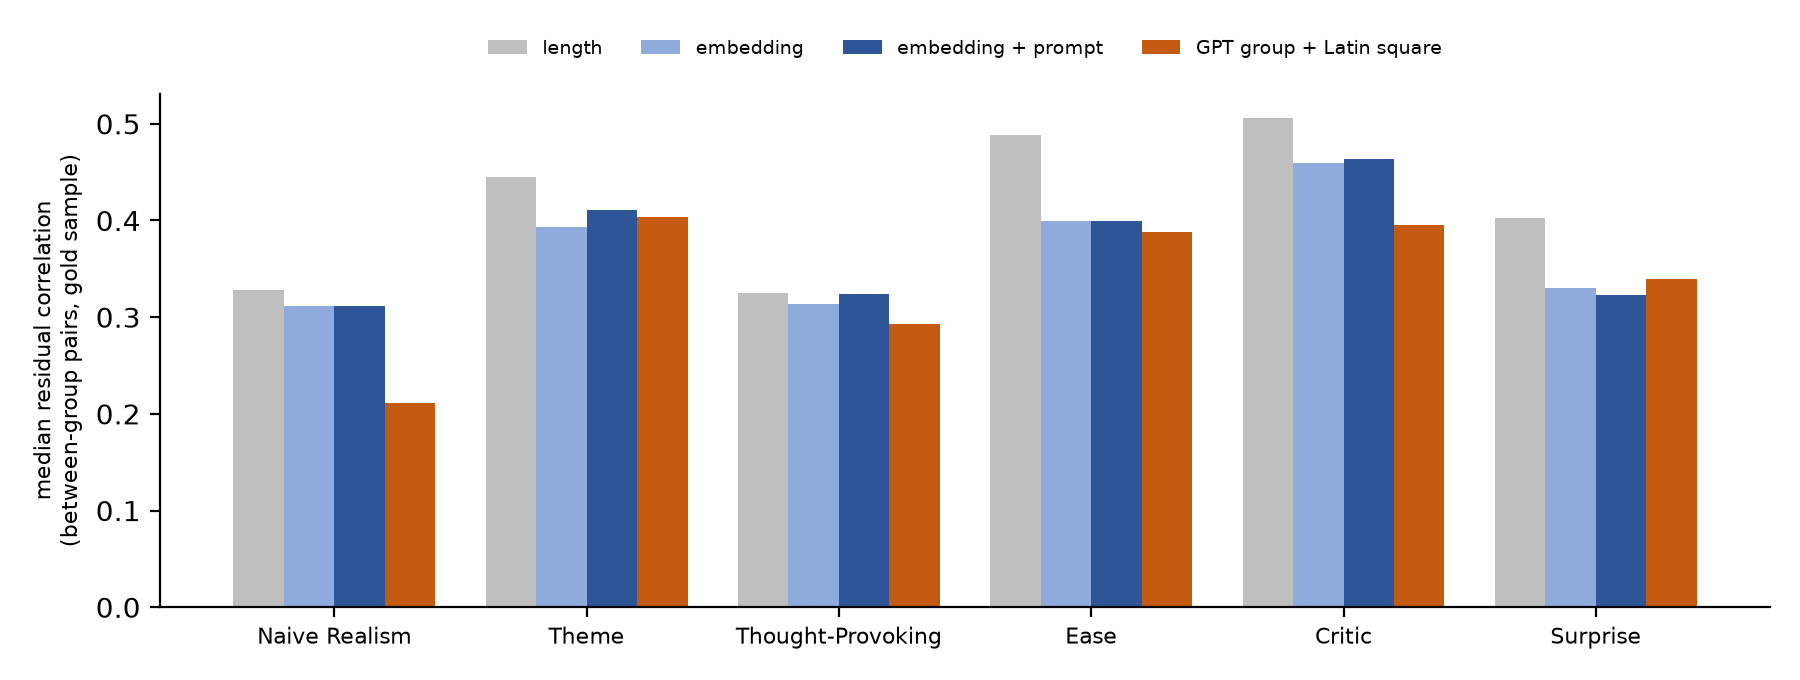 length embedding embedding + prompt GPT group + Latin square
median residual correlation
(between-group pairs, gold sample)
0.5
0.4
0.3
0.2
0.1
0.0
Naive Realism Theme Thought-Provoking Ease Critic Surprise